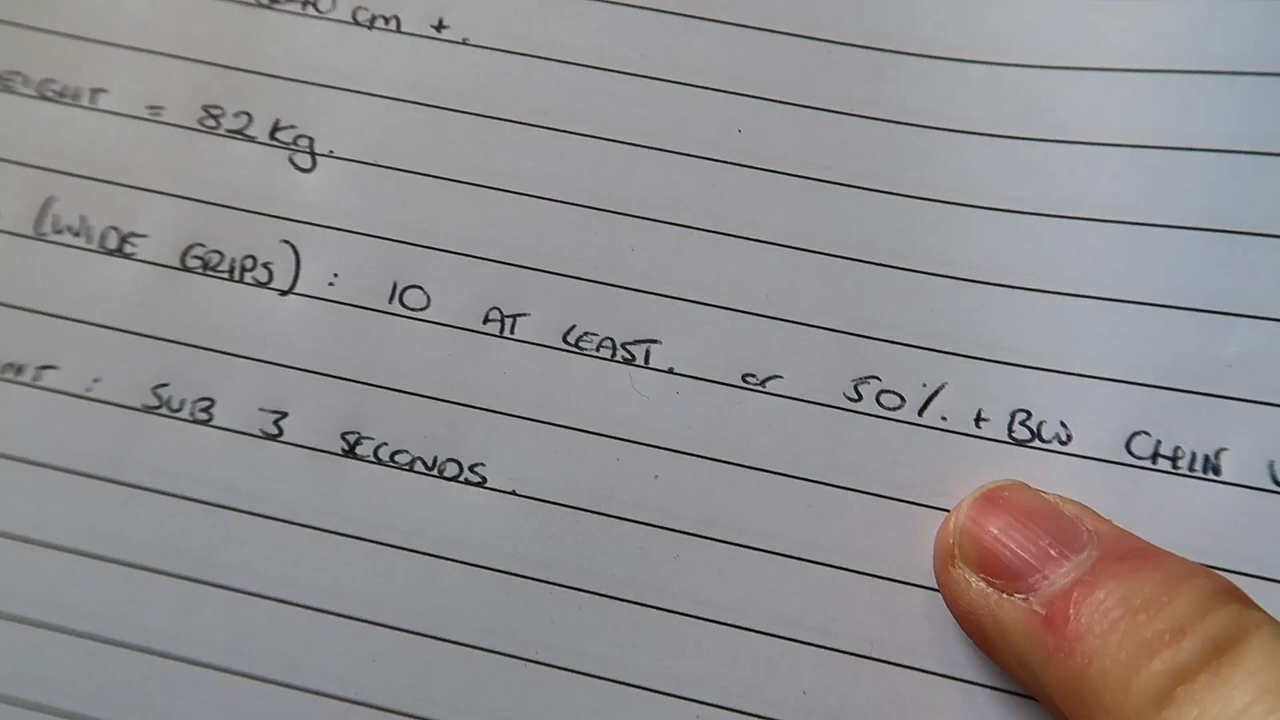 cm +.
= 82 Kg.
(WIDE GRIPS) : 10 AT LEAST. or 50% + BW CHIN
: SUB 3 SECONDS.